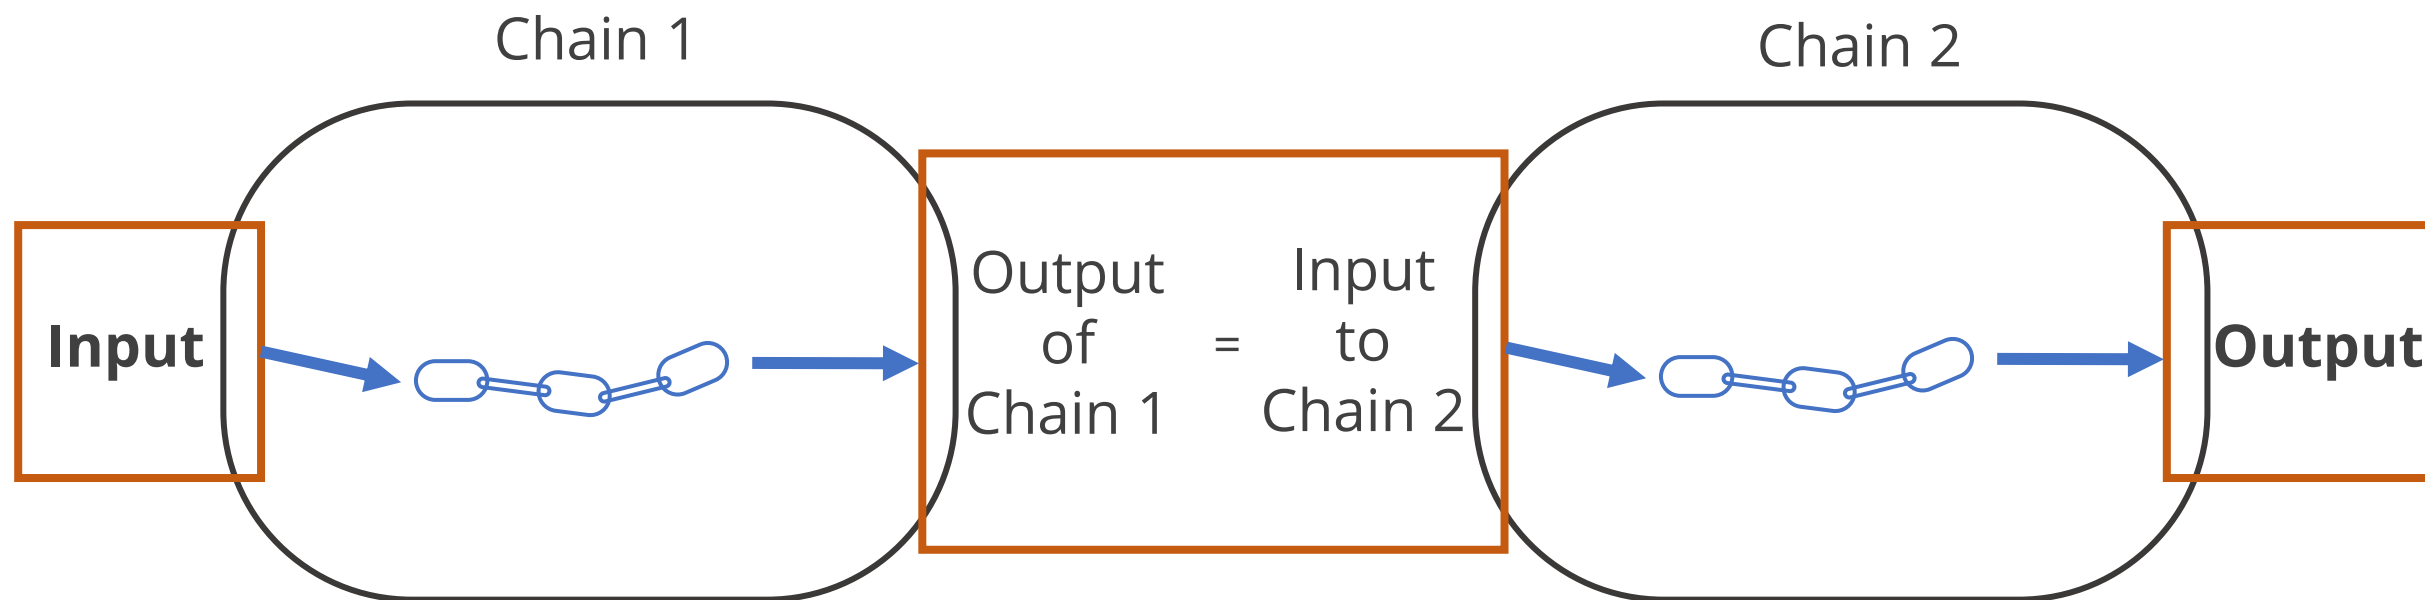 Chain 1
Chain 2
Input
Output
of
Chain 1
=
Input
to
Chain 2
Output